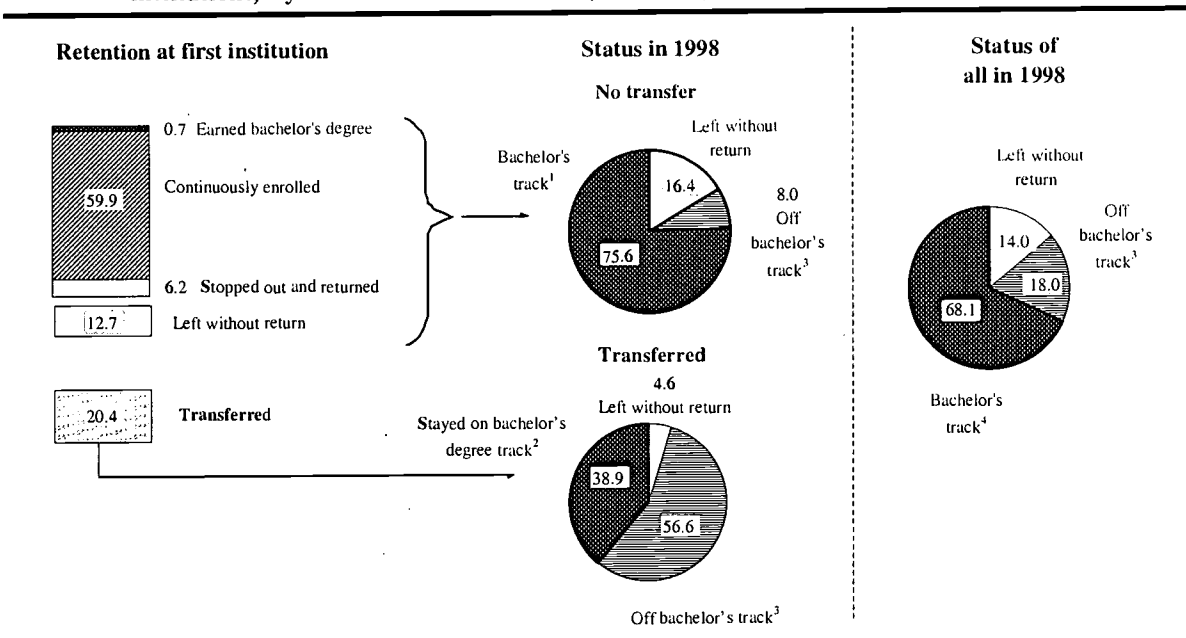 Retention at first institution
0.7 Earned bachelor's degree
59.9
Continuously enrolled
6.2 Stopped out and returned
12.7
Left without return
20.4
Transferred
Status in 1998
No transfer
Bachelor's
track¹
Left without
return
16.4
8.0
Off
bachelor's
track³
75.6
Transferred
4.6
Left without return
Stayed on bachelor's
degree track²
38.9
56.6
Off bachelor's track³
Status of
all in 1998
Left without
return
14.0
Off
bachelor's
track³
18.0
68.1
Bachelor's
track⁴